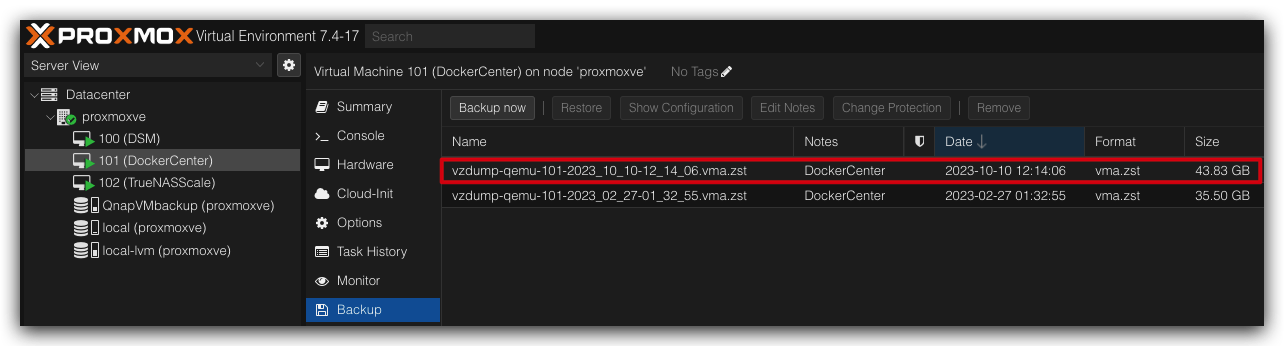 PROXMOX Virtual Environment 7.4-17 Search
Server View
Datacenter
proxmoxve
100 (DSM)
101 (DockerCenter)
102 (TrueNASScale)
QnapVMbackup (proxmoxve)
local (proxmoxve)
local-lvm (proxmoxve)
Virtual Machine 101 (DockerCenter) on node 'proxmoxve' No Tags
Summary
Console
Hardware
Cloud-Init
Options
Task History
Monitor
Backup
Backup now Restore Show Configuration Edit Notes Change Protection Remove
Name Notes Date Format Size
vzdump-qemu-101-2023_10_10-12_14_06.vma.zst DockerCenter 2023-10-10 12:14:06 vma.zst 43.83 GB
vzdump-qemu-101-2023_02_27-01_32_55.vma.zst DockerCenter 2023-02-27 01:32:55 vma.zst 35.50 GB